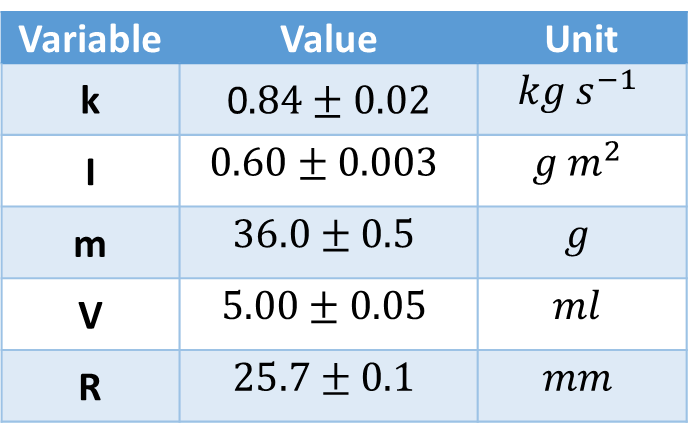 Variable Value Unit
k 0.84 ± 0.02 kg s⁻¹
I 0.60 ± 0.003 g m²
m 36.0 ± 0.5 g
V 5.00 ± 0.05 ml
R 25.7 ± 0.1 mm